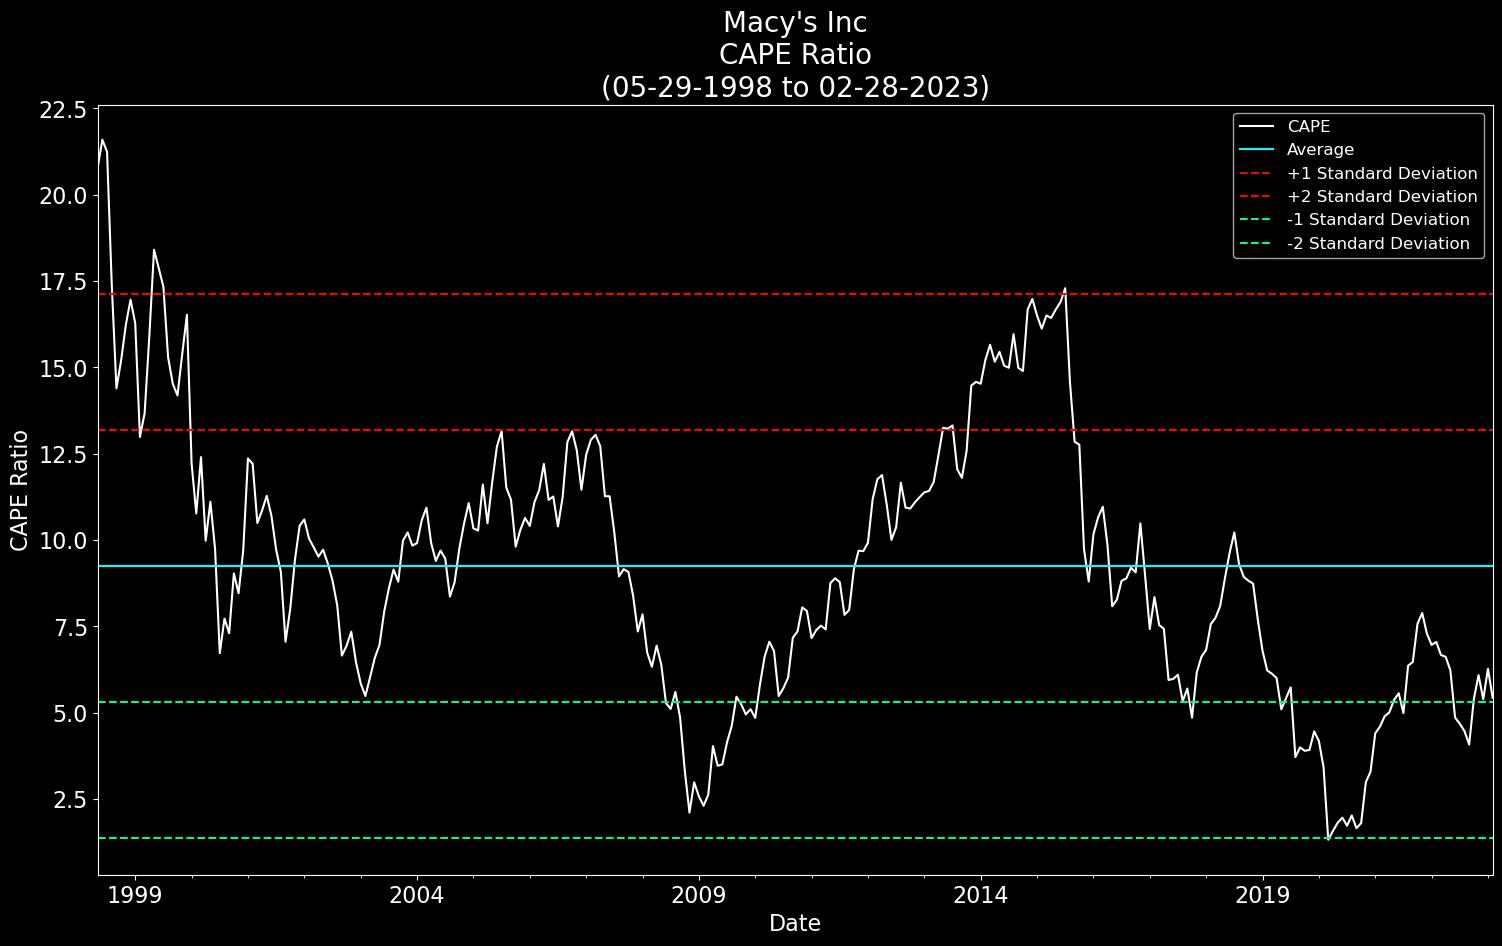 Macy's Inc
CAPE Ratio
(05-29-1998 to 02-28-2023)
22.5
20.0
17.5
15.0
12.5
10.0
7.5
5.0
2.5
CAPE Ratio
CAPE
Average
+1 Standard Deviation
+2 Standard Deviation
-1 Standard Deviation
-2 Standard Deviation
1999
2004
2009
2014
2019
Date